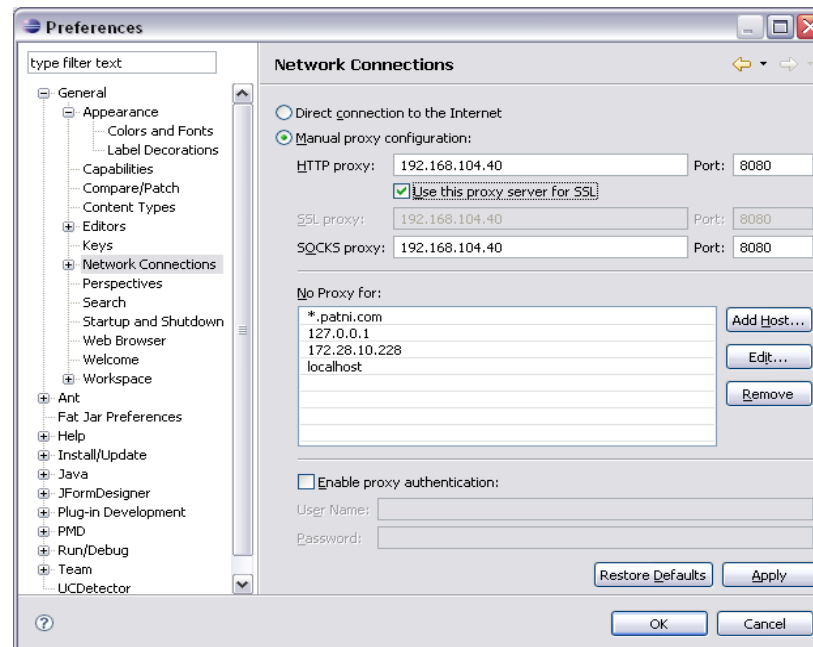 Preferences
type filter text
General
Appearance
Colors and Fonts
Label Decorations
Capabilities
Compare/Patch
Content Types
Editors
Keys
Network Connections
Perspectives
Search
Startup and Shutdown
Web Browser
Welcome
Workspace
Ant
Fat Jar Preferences
Help
Install/Update
Java
JFormDesigner
Plug-in Development
PMD
Run/Debug
Team
UCDetector
Network Connections
Direct connection to the Internet
Manual proxy configuration:
HTTP proxy: 192.168.104.40 Port: 8080
Use this proxy server for SSL
SSL proxy: 192.168.104.40 Port: 8080
SOCKS proxy: 192.168.104.40 Port: 8080
No Proxy for:
*.patni.com
127.0.0.1
172.28.10.228
localhost
Add Host...
Edit...
Remove
Enable proxy authentication:
User Name:
Password:
Restore Defaults Apply
? OK Cancel